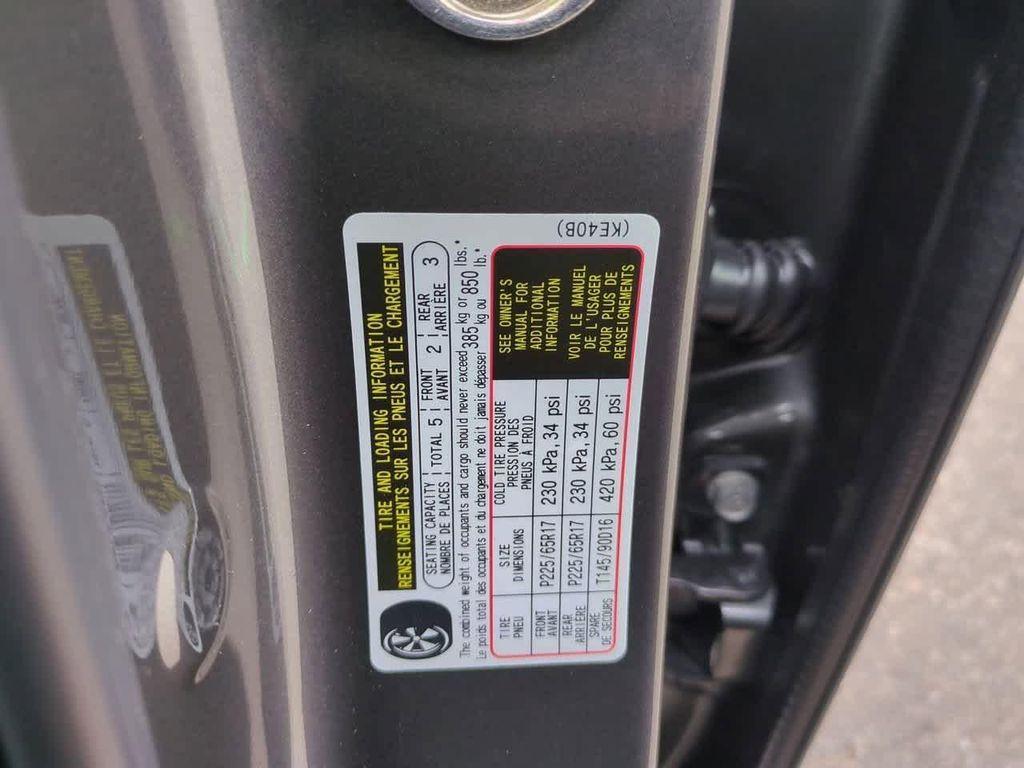 TIRE AND LOADING INFORMATION
RENSEIGNEMENTS SUR LES PNEUS ET LE CHARGEMENT
SEATING CAPACITY TOTAL 5 FRONT 2 REAR 3
NOMBRE DE PLACES AVANT ARRIÈRE
The combined weight of occupants and cargo should never exceed 385 kg or 850 lbs.*
Le poids total des occupants et du chargement ne doit jamais dépasser kg ou lb.*
TIRE SIZE COLD TIRE PRESSURE
PNEU DIMENSIONS PRESSION DES
PNEUS À FROID
FRONT P225/65R17 230 kPa, 34 psi
AVANT
REAR P225/65R17 230 kPa, 34 psi
ARRIÈRE
SPARE T145/90D16 420 kPa, 60 psi
DE SECOURS
SEE OWNER'S
MANUAL FOR
ADDITIONAL
INFORMATION
VOIR LE MANUEL
DE L'USAGER
POUR PLUS DE
RENSEIGNEMENTS
(KE40B)